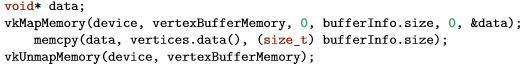 void* data;
vkMapMemory(device, vertexBufferMemory, 0, bufferInfo.size, 0, &data);
    memcpy(data, vertices.data(), (size_t) bufferInfo.size);
vkUnmapMemory(device, vertexBufferMemory);